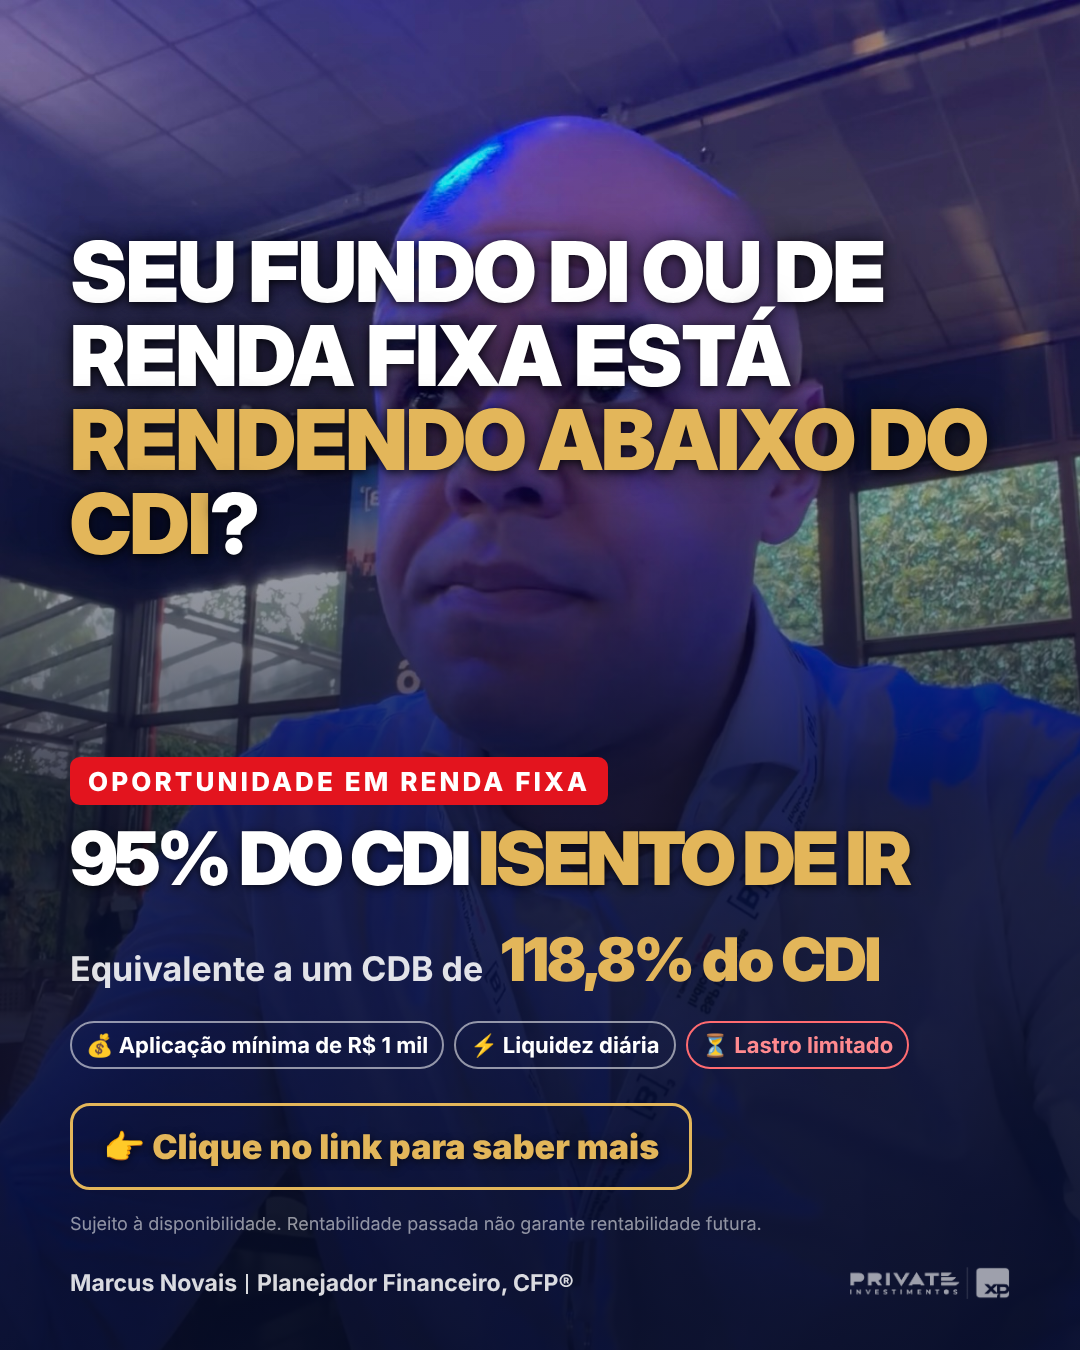 SEU FUNDO DI OU DE
RENDA FIXA ESTÁ
RENDENDO ABAIXO DO
CDI?
OPORTUNIDADE EM RENDA FIXA
95% DO CDI ISENTO DE IR
Equivalente a um CDB de 118,8% do CDI
💰 Aplicação mínima de R$ 1 mil ⚡ Liquidez diária ⏳ Lastro limitado
👉 Clique no link para saber mais
Sujeito à disponibilidade. Rentabilidade passada não garante rentabilidade futura.
Marcus Novais | Planejador Financeiro, CFP®
PRIVATE
INVESTIMENTOS
xp